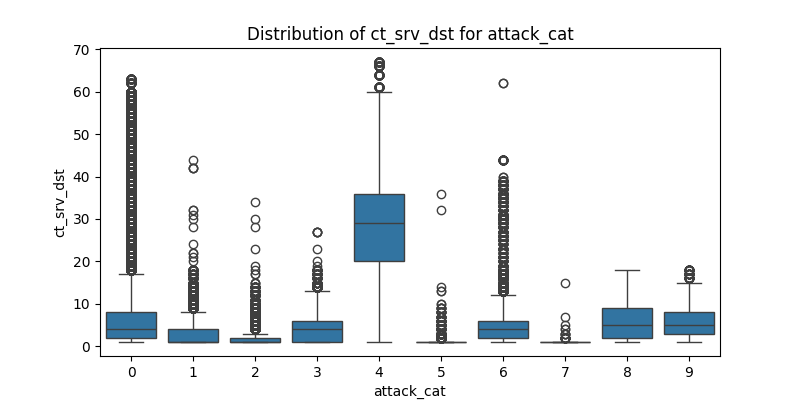 Distribution of ct_srv_dst for attack_cat
70
60
50
40
30
20
10
0
ct_srv_dst
0 1 2 3 4 5 6 7 8 9
attack_cat